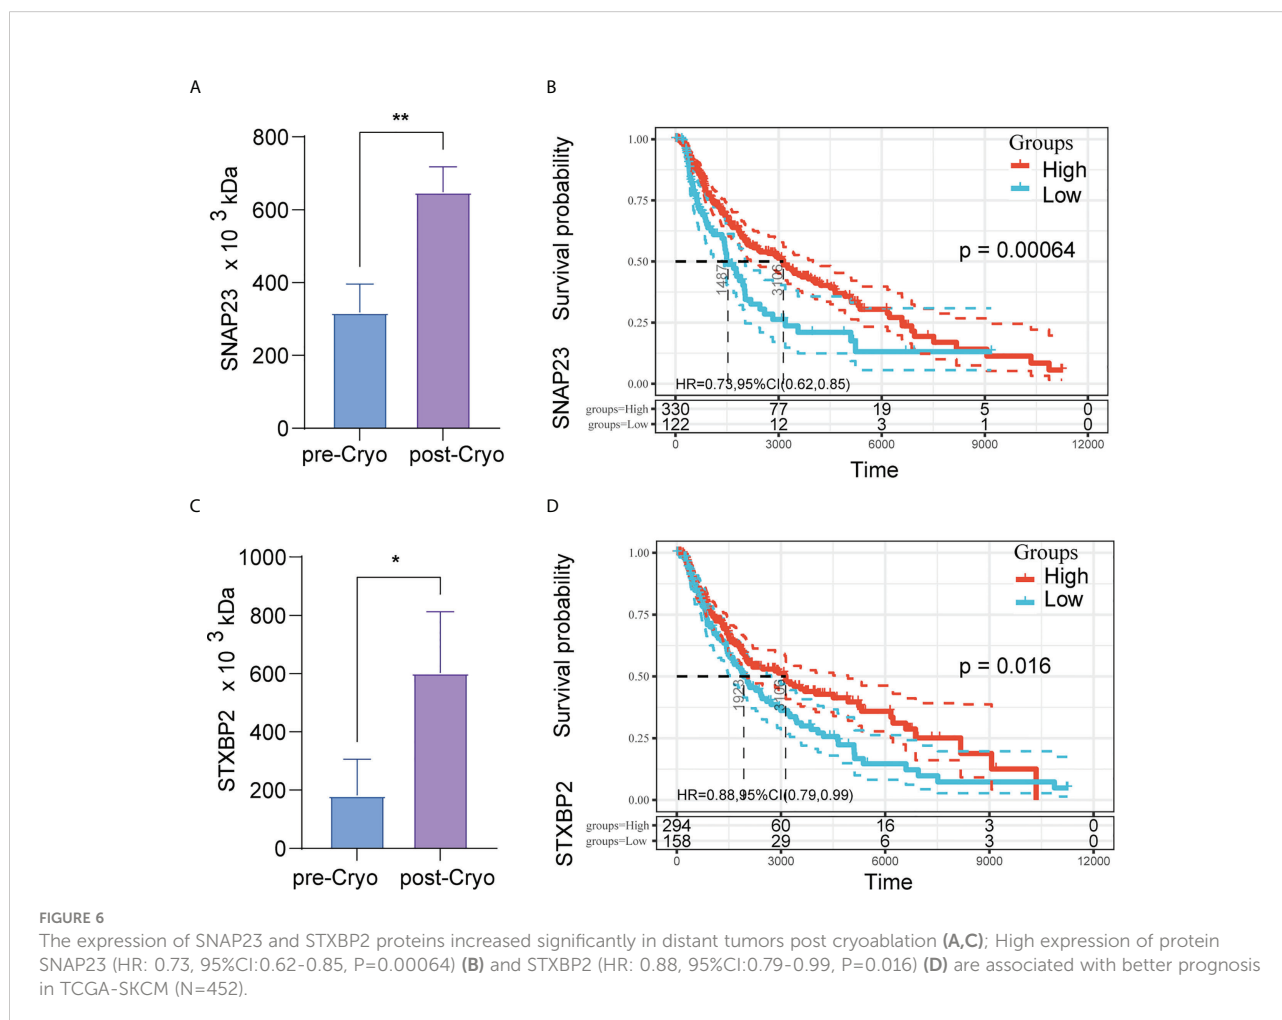 A
SNAP23 x 10 3 kDa
800
600
400
200
0
**
pre-Cryo post-Cryo
B
SNAP23 Survival probability
1.00
0.75
0.50
0.25
0.00
Groups
High
Low
p = 0.00064
1487
3106
HR=0.73,95%CI(0.62,0.85)
groups=High 330 77 19 5 0
groups=Low 122 12 3 1 0
0 3000 6000 9000 12000
Time
C
STXBP2 x 10 3 kDa
1000
800
600
400
200
0
*
pre-Cryo post-Cryo
D
STXBP2 Survival probability
1.00
0.75
0.50
0.25
0.00
Groups
High
Low
p = 0.016
1923
3106
HR=0.88,95%CI(0.79,0.99)
groups=High 294 60 16 3 0
groups=Low 158 29 6 3 0
0 3000 6000 9000 12000
Time
FIGURE 6
The expression of SNAP23 and STXBP2 proteins increased significantly in distant tumors post cryoablation (A,C); High expression of protein
SNAP23 (HR: 0.73, 95%CI:0.62-0.85, P=0.00064) (B) and STXBP2 (HR: 0.88, 95%CI:0.79-0.99, P=0.016) (D) are associated with better prognosis
in TCGA-SKCM (N=452).